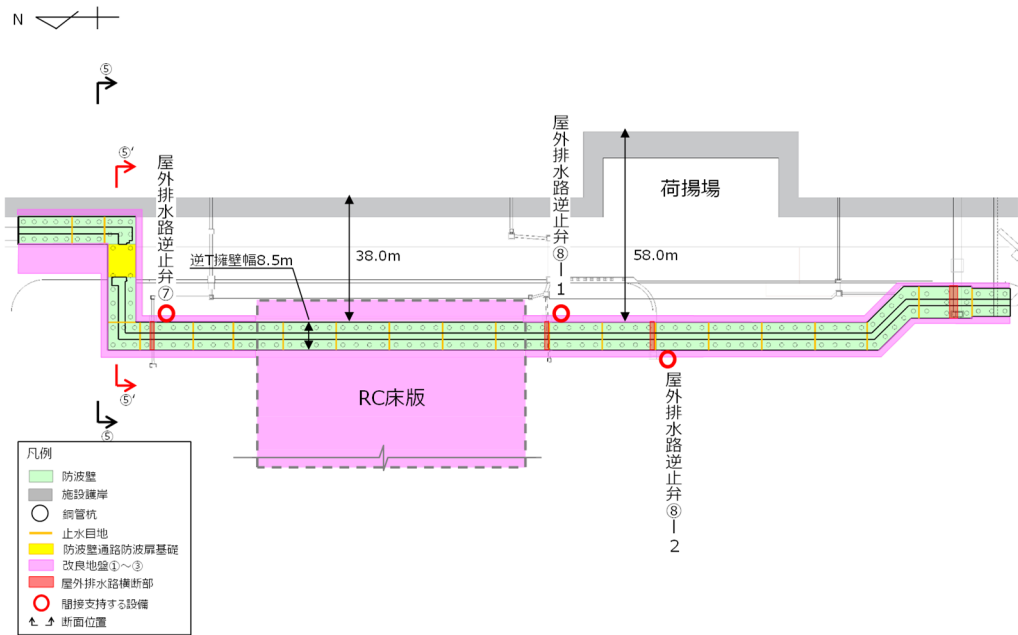 N
⑤
⑤’
屋外排水路逆止弁⑦
屋外排水路逆止弁⑧ー1
荷揚場
38.0m
58.0m
逆T擁壁幅8.5m
RC床版
⑤’
⑤
屋外排水路逆止弁⑧ー2
凡例
防波壁
施設護岸
鋼管杭
止水目地
防波壁通路防波扉基礎
改良地盤①～③
屋外排水路横断部
間接支持する設備
断面位置